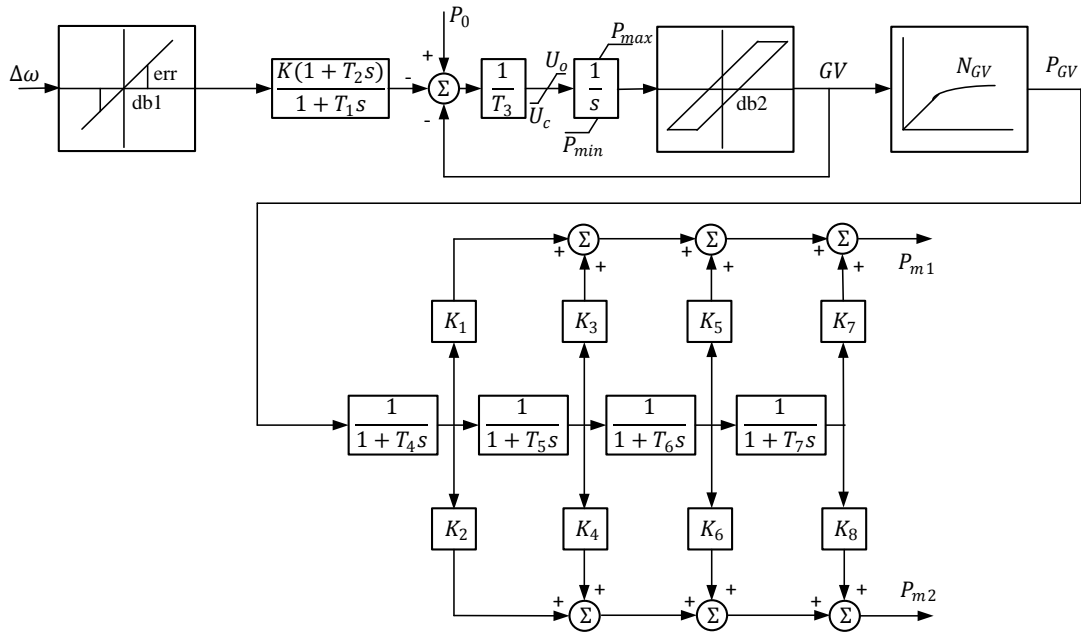 P₀
Δω
err
db1
K(1 + T₂s)
1 + T₁s
+
-
-
Σ
1
T₃
U₀
U_c
P_max
1
s
P_min
db2
GV
N_GV
P_GV
Σ
+
+
Σ
+
+
Σ
+
+
P_m1
K₁
K₃
K₅
K₇
1
1 + T₄s
1
1 + T₅s
1
1 + T₆s
1
1 + T₇s
K₂
K₄
K₆
K₈
+
+
Σ
+
+
Σ
+
+
Σ
P_m2